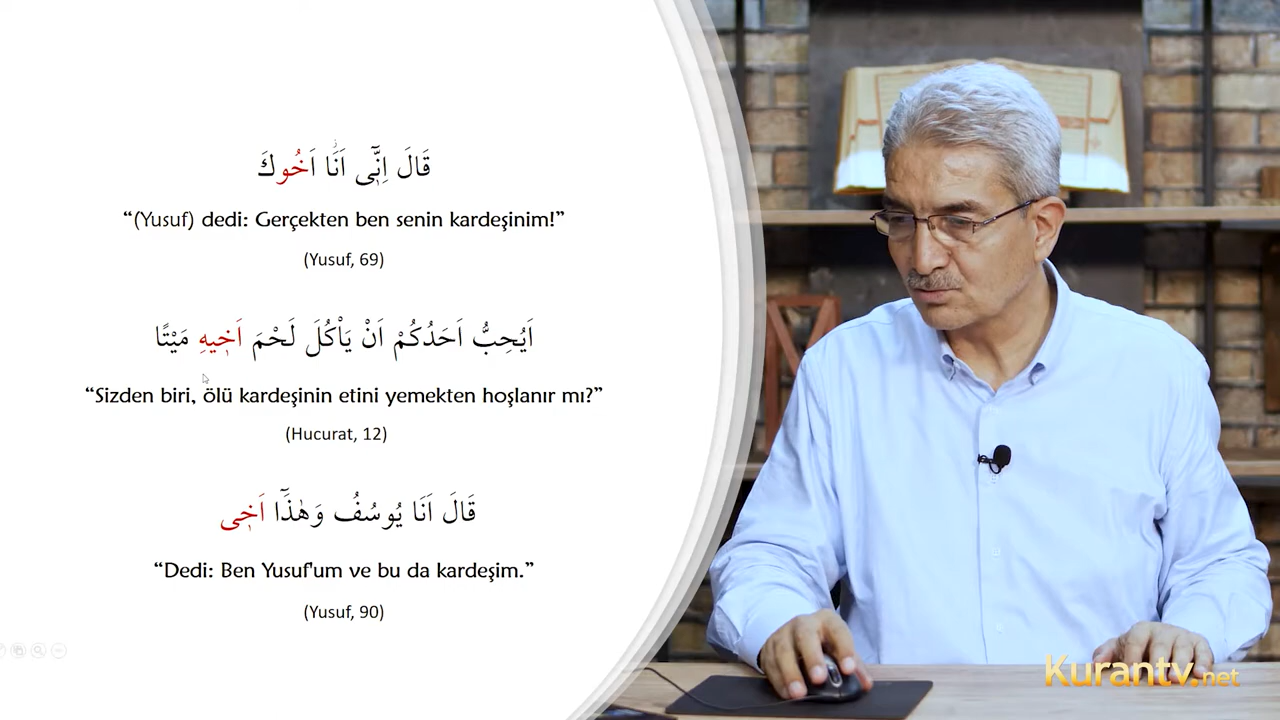 قَالَ اِنّ۪ٓى اَنَا۬ اَخُوكَ
“(Yusuf) dedi: Gerçekten ben senin kardeşinim!”
(Yusuf, 69)
اَيُحِبُّ اَحَدُكُمْ اَنْ يَاْكُلَ لَحْمَ اَخ۪يهِ مَيْتًا
“Sizden biri, ölü kardeşinin etini yemekten hoşlanır mı?”
(Hucurat, 12)
قَالَ اَنَا يُوسُفُ وَهٰذَٓا اَخ۪ى
“Dedi: Ben Yusuf'um ve bu da kardeşim.”
(Yusuf, 90)
Kurantv.net